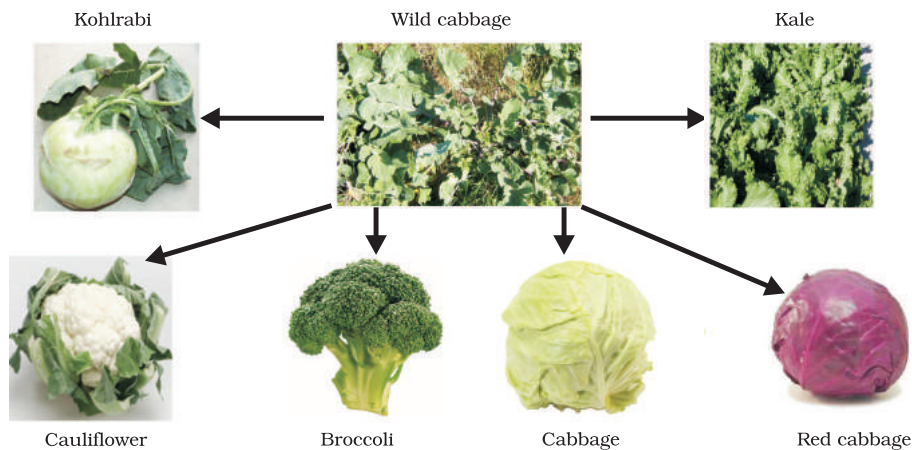 Kohlrabi
Wild cabbage
Kale
Cauliflower
Broccoli
Cabbage
Red cabbage